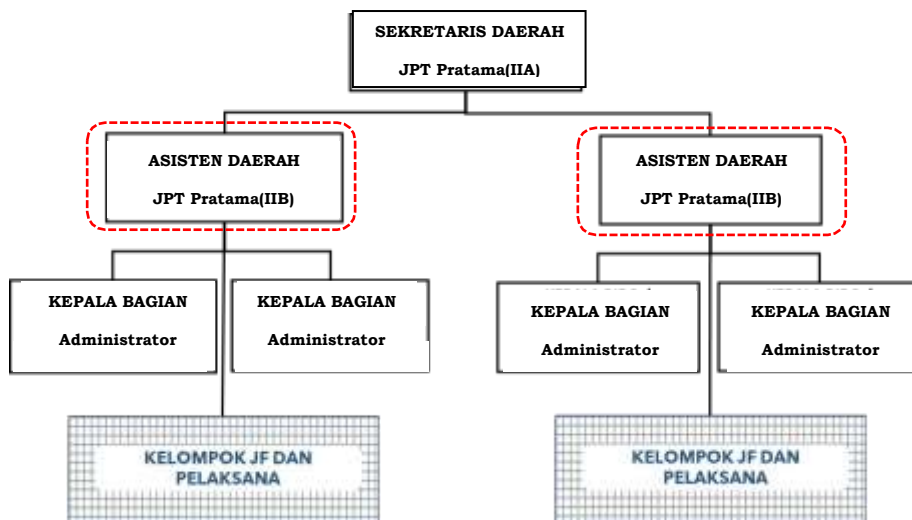 SEKRETARIS DAERAH
JPT Pratama(IIA)
ASISTEN DAERAH
JPT Pratama(IIB)
ASISTEN DAERAH
JPT Pratama(IIB)
KEPALA BAGIAN
Administrator
KEPALA BAGIAN
Administrator
KEPALA BAGIAN
Administrator
KEPALA BAGIAN
Administrator
KELOMPOK JF DAN
PELAKSANA
KELOMPOK JF DAN
PELAKSANA